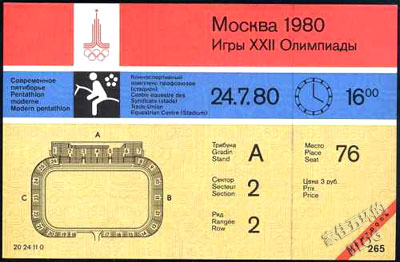 Москва 1980
Игры XXII Олимпиады
Современное
пятиборье
Pentathlon
moderne
Modern pentathlon
Конноспортивный
комплекс профсоюзов
(стадион)
Centre équestre des
Syndicats (stade)
Trade-Union
Equestrian Centre (Stadium)
24.7.80
16 00
A
B
C
Трибуна
Gradin
Stand
A
Место
Place
Seat
76
Сектор
Secteur
Section
2
Цена 3 руб.
Prix
Price
Ряд
Rangée
Row
2
20 24 11 0
265